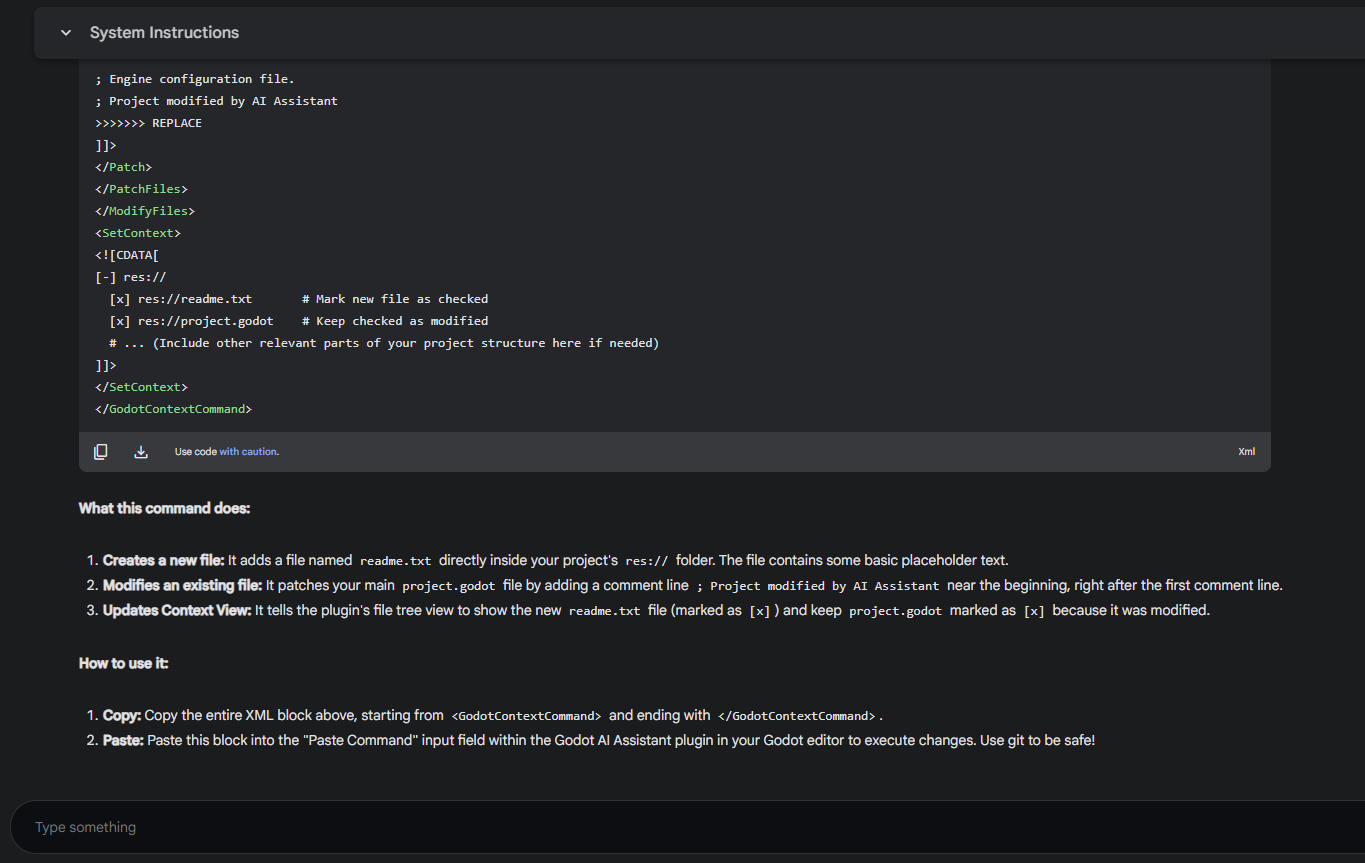 System Instructions
; Engine configuration file.
; Project modified by AI Assistant
>>>>>>> REPLACE
]]>
</Patch>
</PatchFiles>
</ModifyFiles>
<SetContext>
<![CDATA[
[-] res://
  [x] res://readme.txt       # Mark new file as checked
  [x] res://project.godot    # Keep checked as modified
  # ... (Include other relevant parts of your project structure here if needed)
]]>
</SetContext>
</GodotContextCommand>
Use code with caution. Xml
What this command does:
1. Creates a new file: It adds a file named readme.txt directly inside your project's res:// folder. The file contains some basic placeholder text.
2. Modifies an existing file: It patches your main project.godot file by adding a comment line ; Project modified by AI Assistant near the beginning, right after the first comment line.
3. Updates Context View: It tells the plugin's file tree view to show the new readme.txt file (marked as [x] ) and keep project.godot marked as [x] because it was modified.
How to use it:
1. Copy: Copy the entire XML block above, starting from <GodotContextCommand> and ending with </GodotContextCommand> .
2. Paste: Paste this block into the "Paste Command" input field within the Godot AI Assistant plugin in your Godot editor to execute changes. Use git to be safe!
Type something